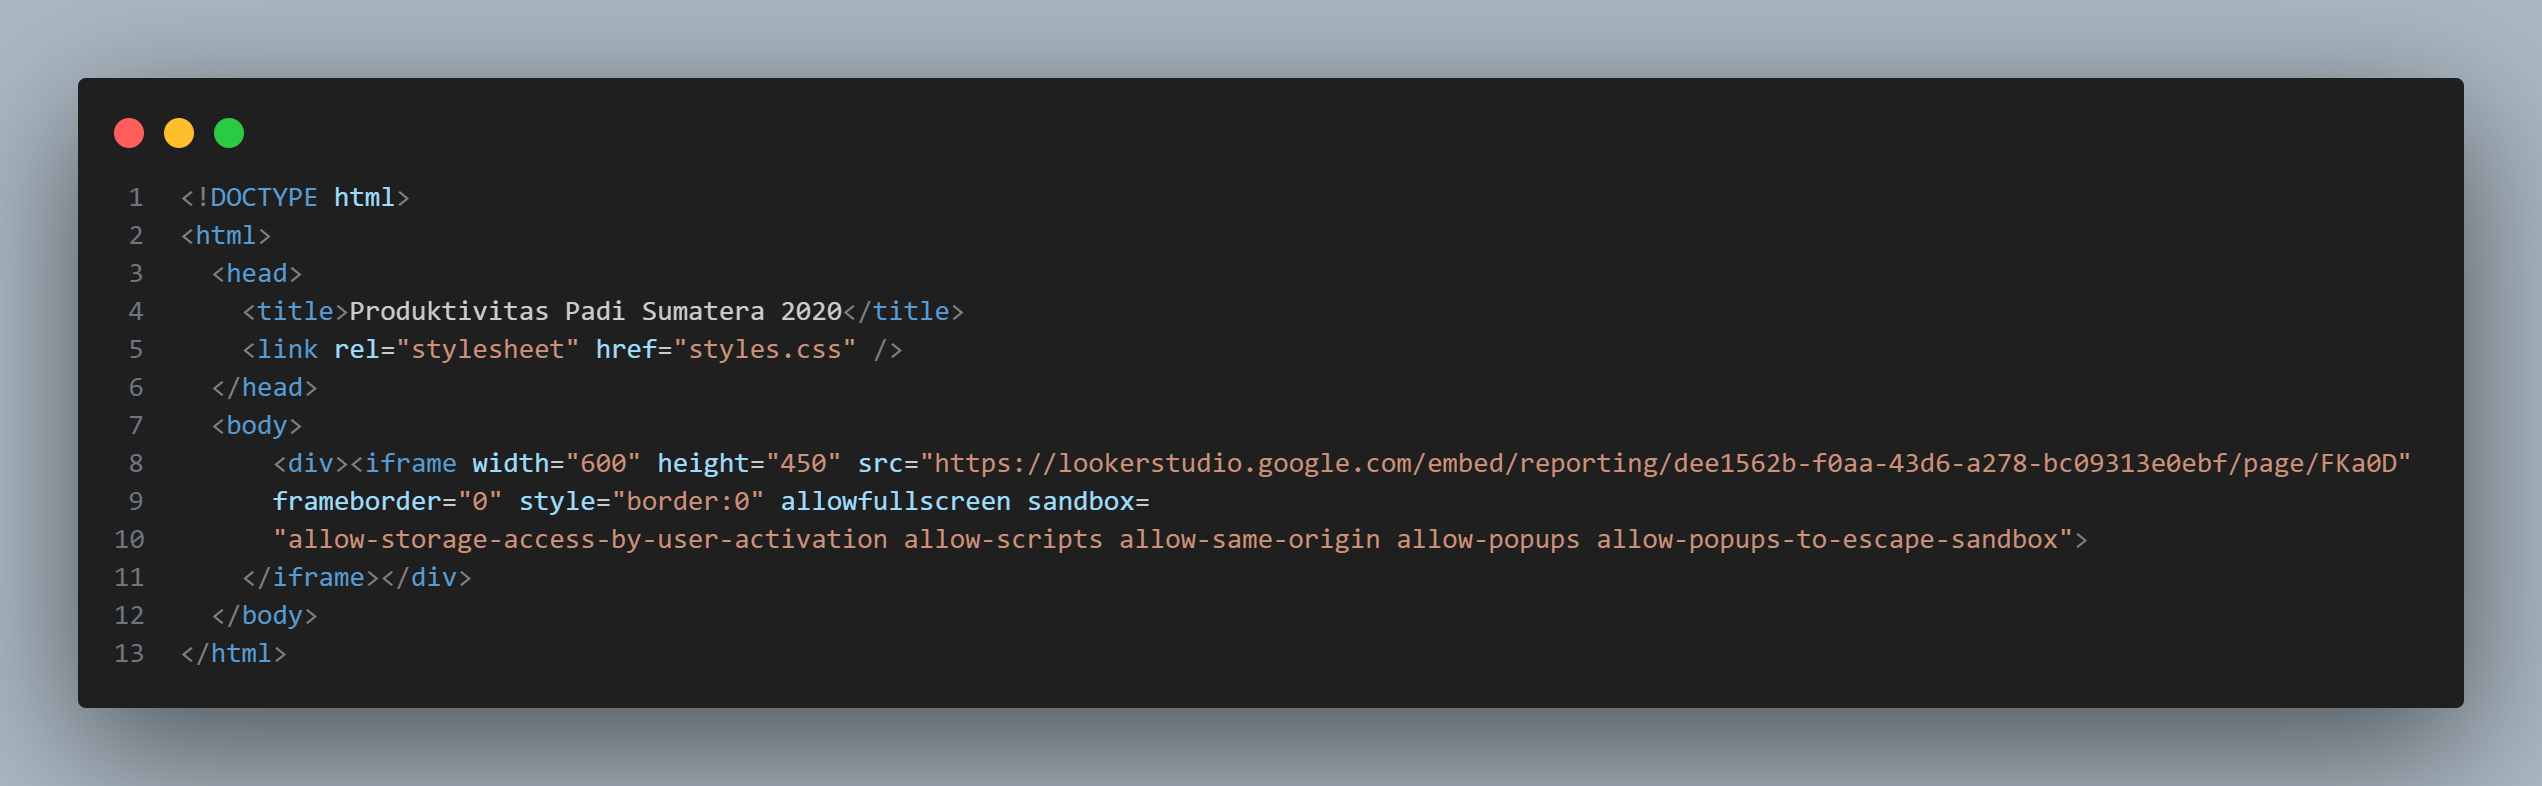 1 <!DOCTYPE html>
2 <html>
3   <head>
4     <title>Produktivitas Padi Sumatera 2020</title>
5     <link rel="stylesheet" href="styles.css" />
6   </head>
7   <body>
8       <div><iframe width="600" height="450" src="https://lookerstudio.google.com/embed/reporting/dee1562b-f0aa-43d6-a278-bc09313e0ebf/page/FKa0D"
9       frameborder="0" style="border:0" allowfullscreen sandbox=
10       "allow-storage-access-by-user-activation allow-scripts allow-same-origin allow-popups allow-popups-to-escape-sandbox">
11     </iframe></div>
12   </body>
13 </html>